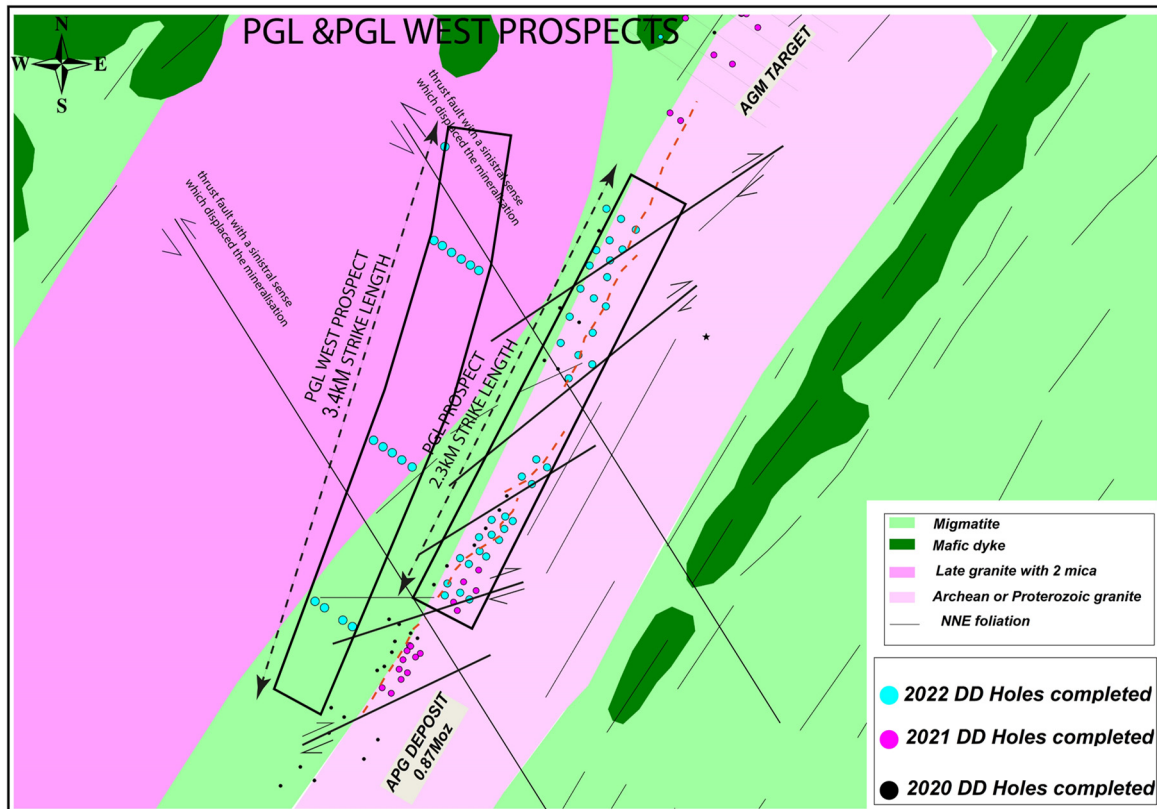 PGL &PGL WEST PROSPECTS
N
W E
S
thrust fault with a sinistral sense
which displaced the mineralisation
thrust fault with a sinistral sense
which displaced the mineralisation
AGM TARGET
PGL WEST PROSPECT
3.4kM STRIKE LENGTH
PGL PROSPECT
2.3kM STRIKE LENGTH
APG DEPOSIT
0.87Moz
Migmatite
Mafic dyke
Late granite with 2 mica
Archean or Proterozoic granite
NNE foliation
2022 DD Holes completed
2021 DD Holes completed
2020 DD Holes completed